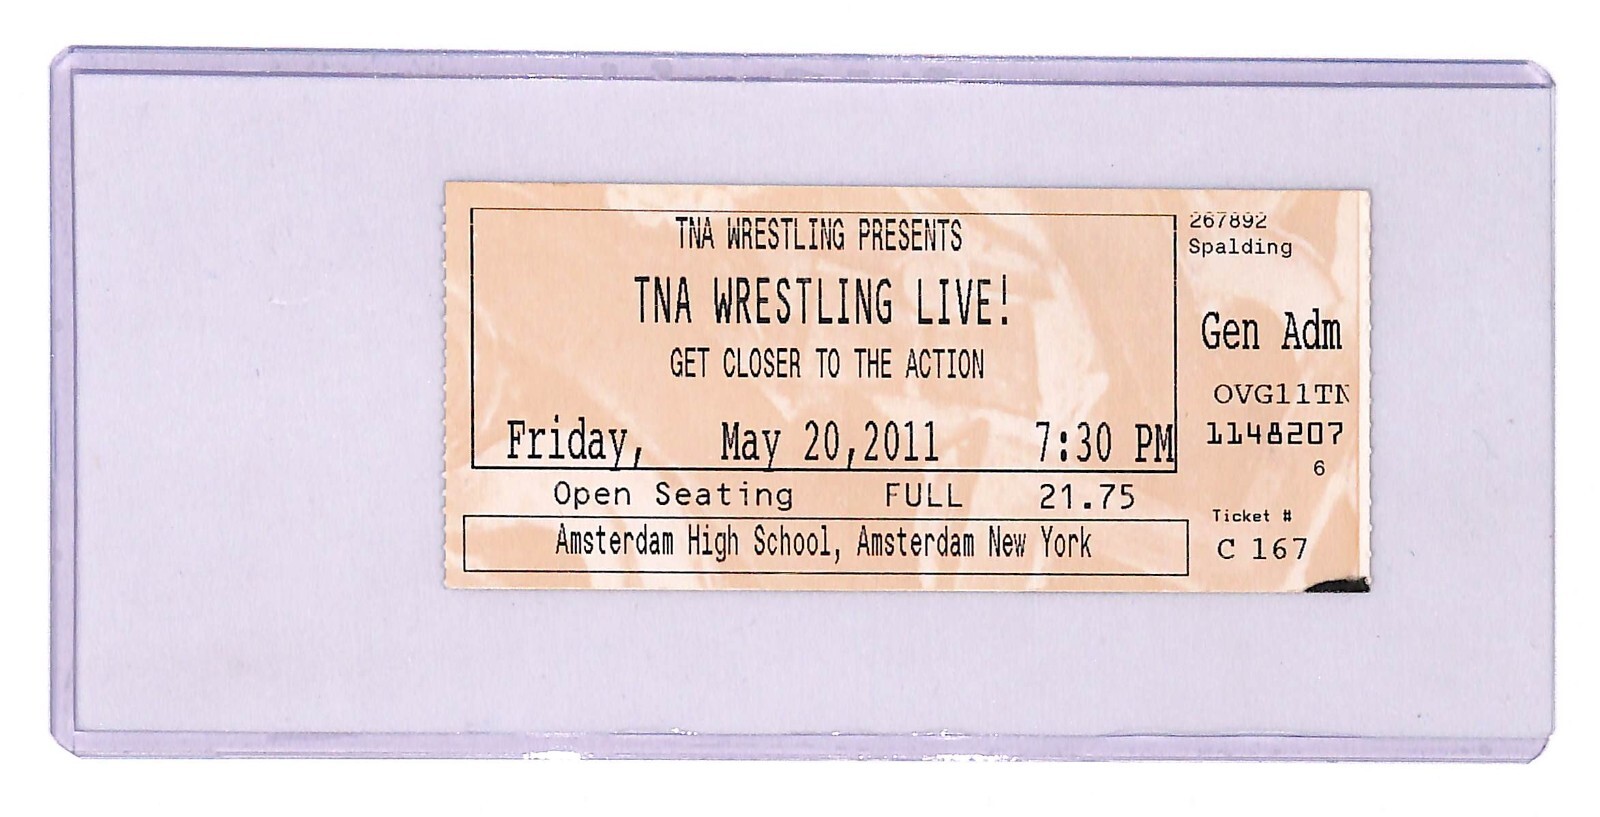 TNA WRESTLING PRESENTS
TNA WRESTLING LIVE!
GET CLOSER TO THE ACTION
Friday, May 20,2011 7:30 PM
Open Seating FULL 21.75
Amsterdam High School, Amsterdam New York
267892
Spalding
Gen Adm
OVG11TN
1148207
6
Ticket #
C 167